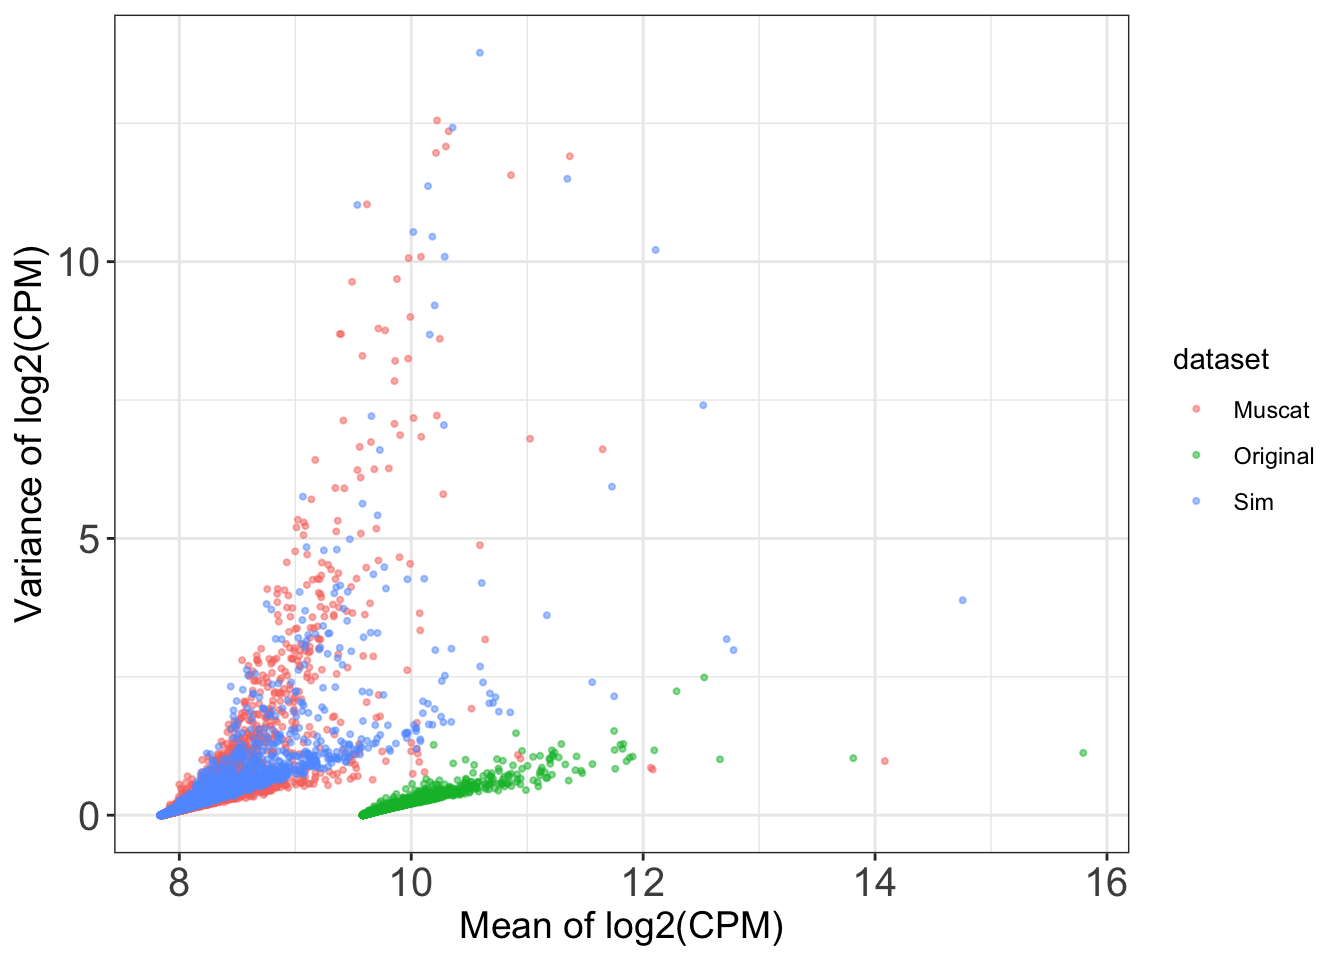 Variance of log2(CPM)
10
5
0
8 10 12 14 16
Mean of log2(CPM)
dataset
Muscat
Original
Sim